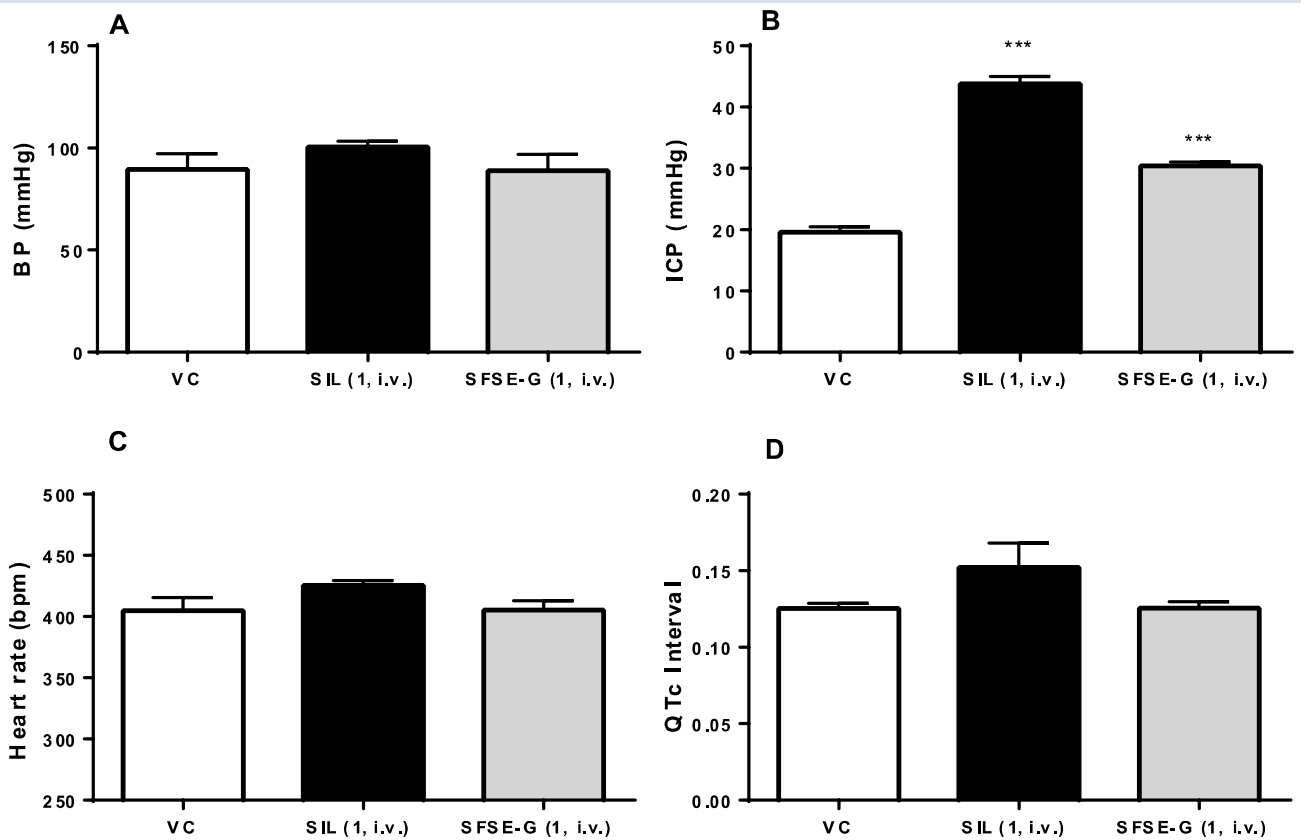 A
150
100
50
0
BP (mmHg)
VC SIL (1, i.v.) SFSE-G (1, i.v.)
B
50
40
30
20
10
0
ICP (mmHg)
***
***
VC SIL (1, i.v.) SFSE-G (1, i.v.)
C
500
450
400
350
300
250
Heart rate (bpm)
VC SIL (1, i.v.) SFSE-G (1, i.v.)
D
0.20
0.15
0.10
0.05
0.00
QTc Interval
VC SIL (1, i.v.) SFSE-G (1, i.v.)